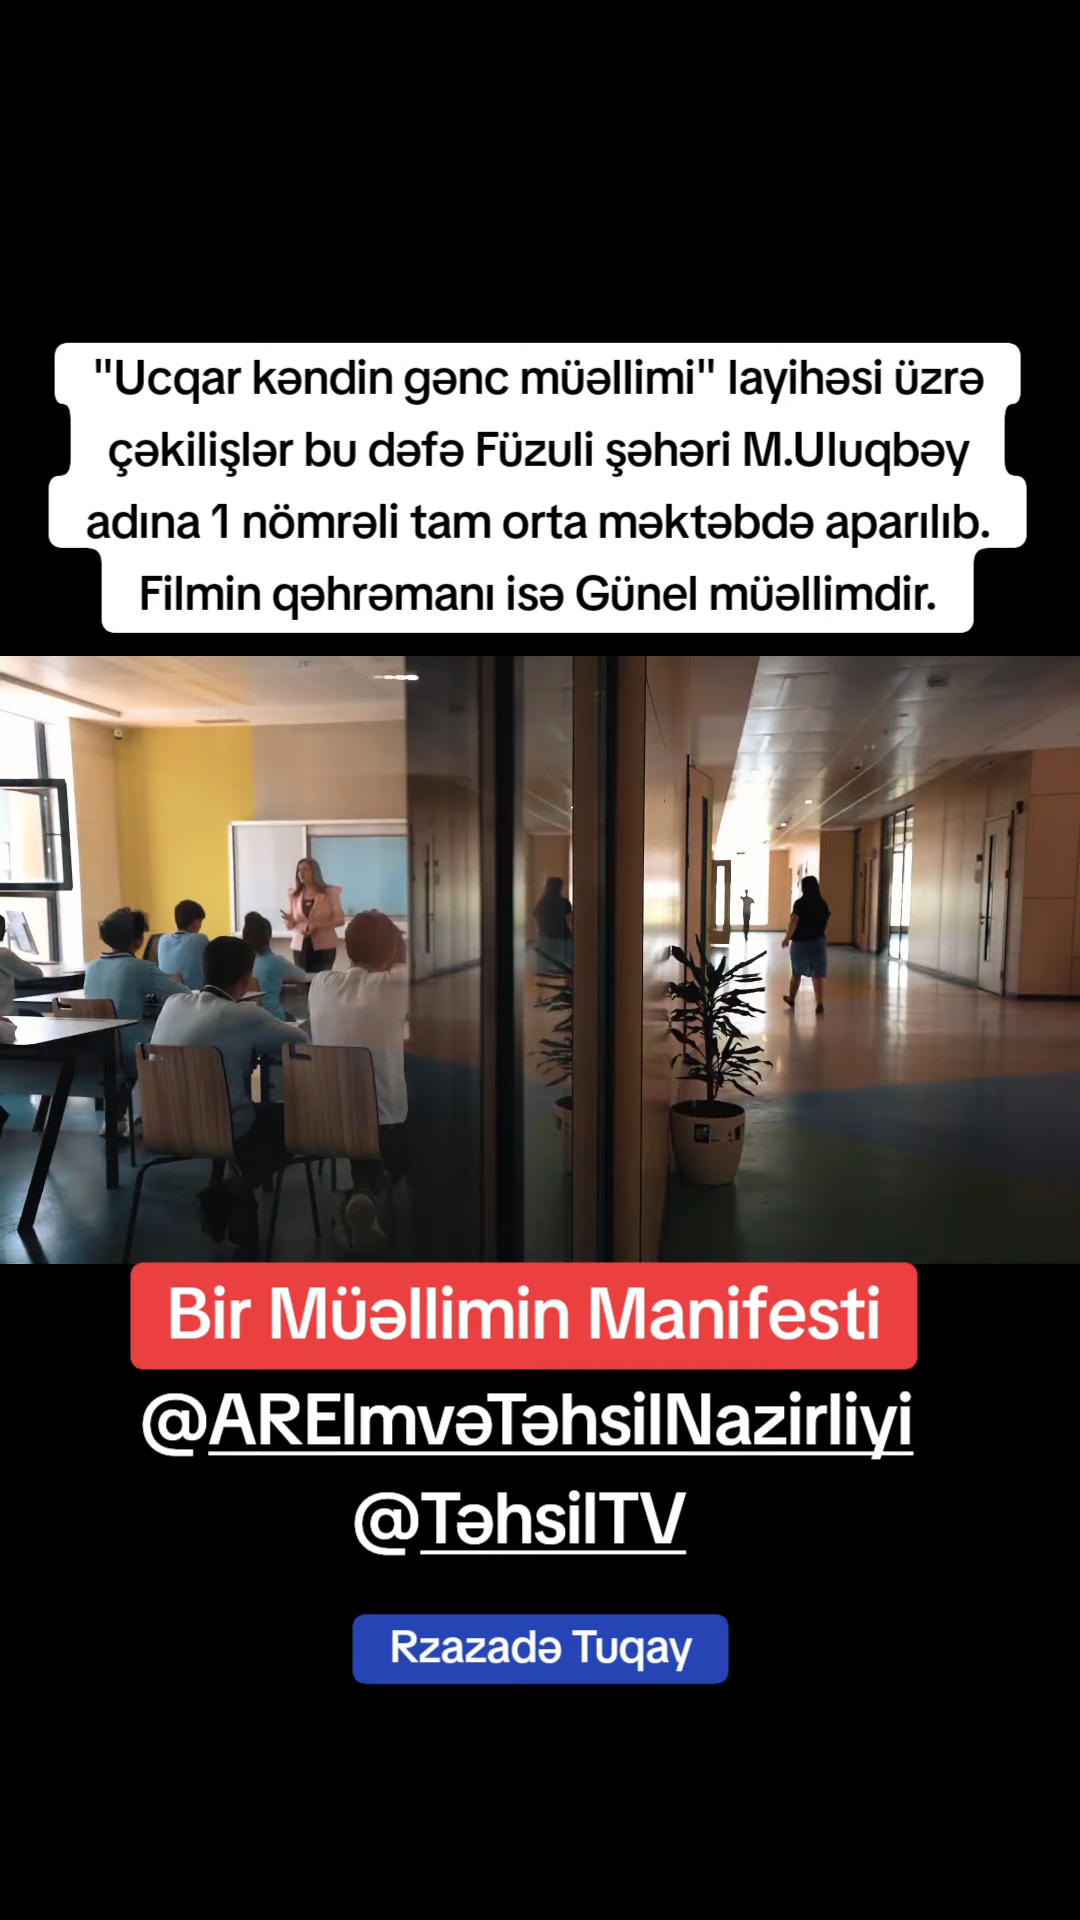 "Ucqar kəndin gənc müəllimi" layihəsi üzrə
çəkilişlər bu dəfə Füzuli şəhəri M.Uluqbəy
adına 1 nömrəli tam orta məktəbdə aparılıb.
Filmin qəhrəmanı isə Günel müəllimdir.
Bir Müəllimin Manifesti
@ARElmvəTəhsilNazirliyi
@TəhsilTV
Rzazadə Tuqay